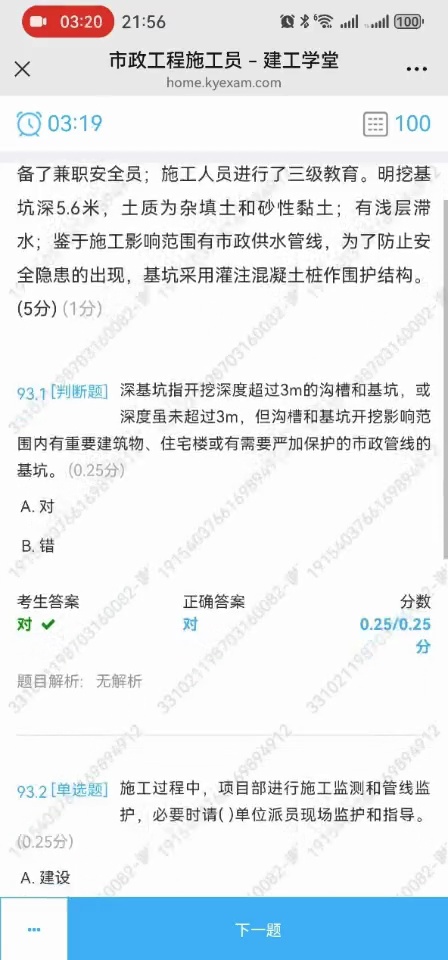 03:20 21:56 100
市政工程施工员 - 建工学堂
home.kyexam.com
03:19 100
备了兼职安全员；施工人员进行了三级教育。明挖基
坑深5.6米，土质为杂填土和砂性黏土；有浅层滞
水；鉴于施工影响范围有市政供水管线，为了防止安
全隐患的出现，基坑采用灌注混凝土桩作围护结构。
(5分) (1分)
93.1 [判断题] 深基坑指开挖深度超过3m的沟槽和基坑，或
深度虽未超过3m，但沟槽和基坑开挖影响范
围内有重要建筑物、住宅楼或有需要严加保护的市政管线的
基坑。 (0.25分)
A. 对
B. 错
考生答案 正确答案 分数
对 对 0.25/0.25
分
题目解析: 无解析
93.2 [单选题] 施工过程中，项目部进行施工监测和管线监
护，必要时请( )单位派员现场监护和指导。
(0.25分)
A. 建设
下一题